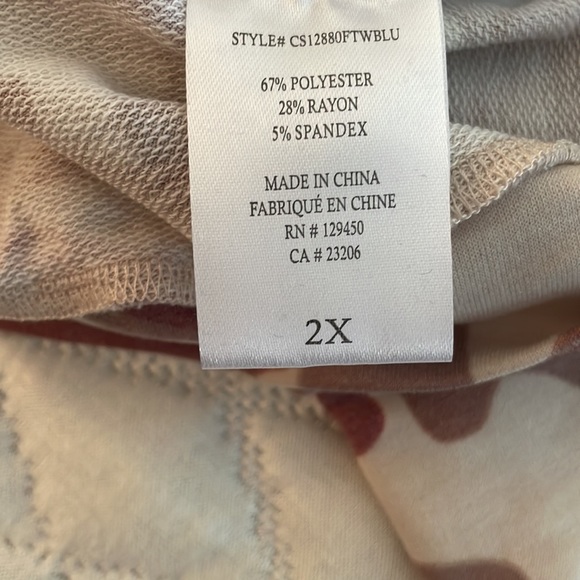 STYLE# CS12880FTWBLU
67% POLYESTER
28% RAYON
5% SPANDEX
MADE IN CHINA
FABRIQUÉ EN CHINE
RN # 129450
CA # 23206
2X